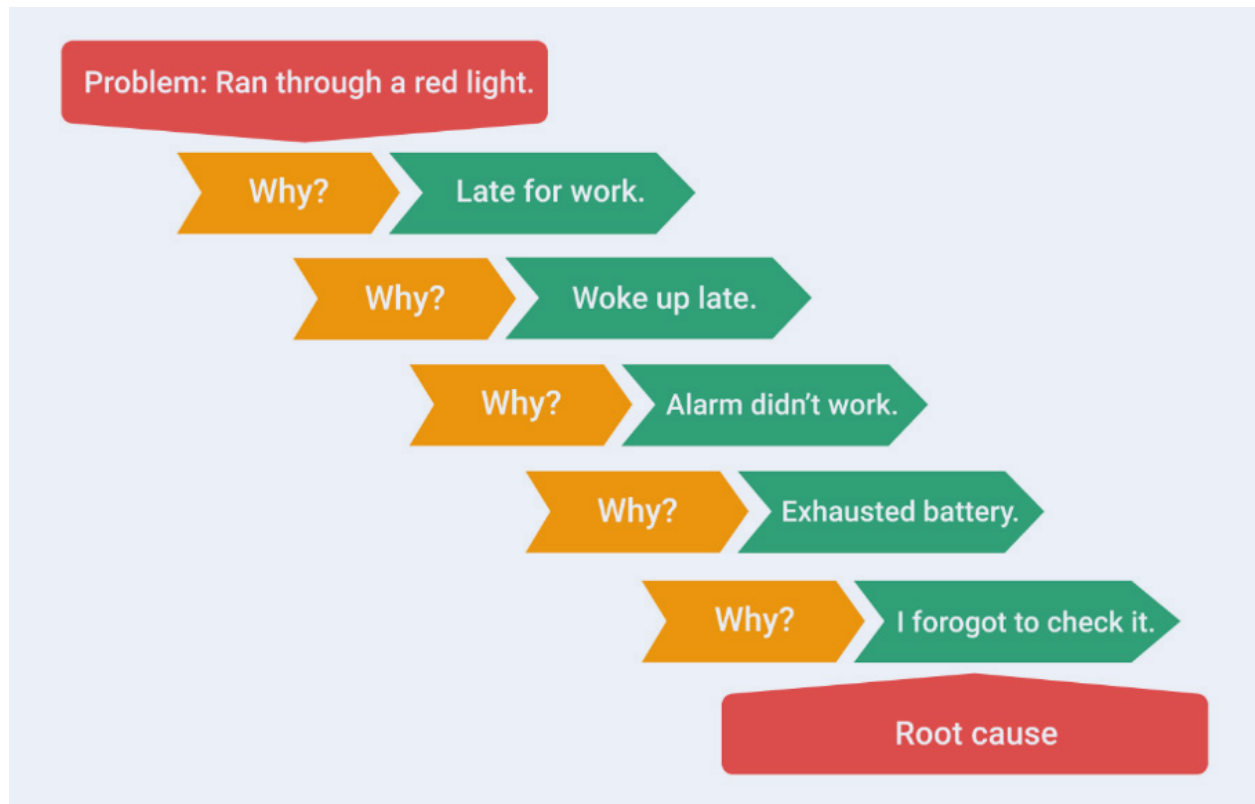 Problem: Ran through a red light.
Why? Late for work.
Why? Woke up late.
Why? Alarm didn’t work.
Why? Exhausted battery.
Why? I forogot to check it.
Root cause